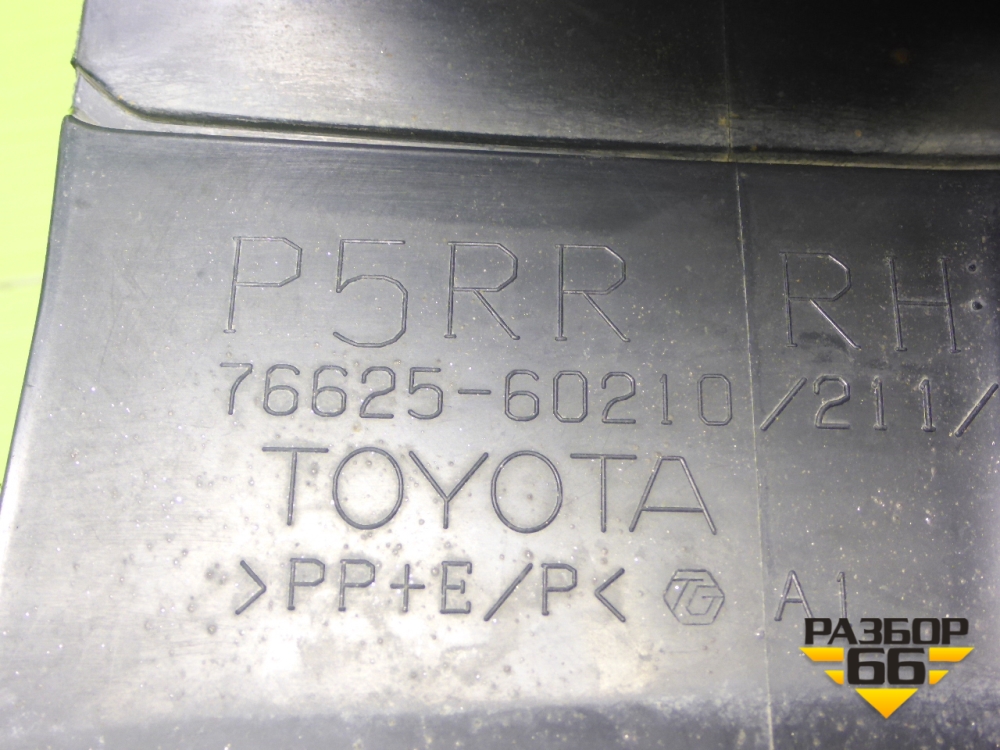 P5RR RH
76625-60210/211/
TOYOTA
>PP+E/P< TG A1
РАЗБОР
66